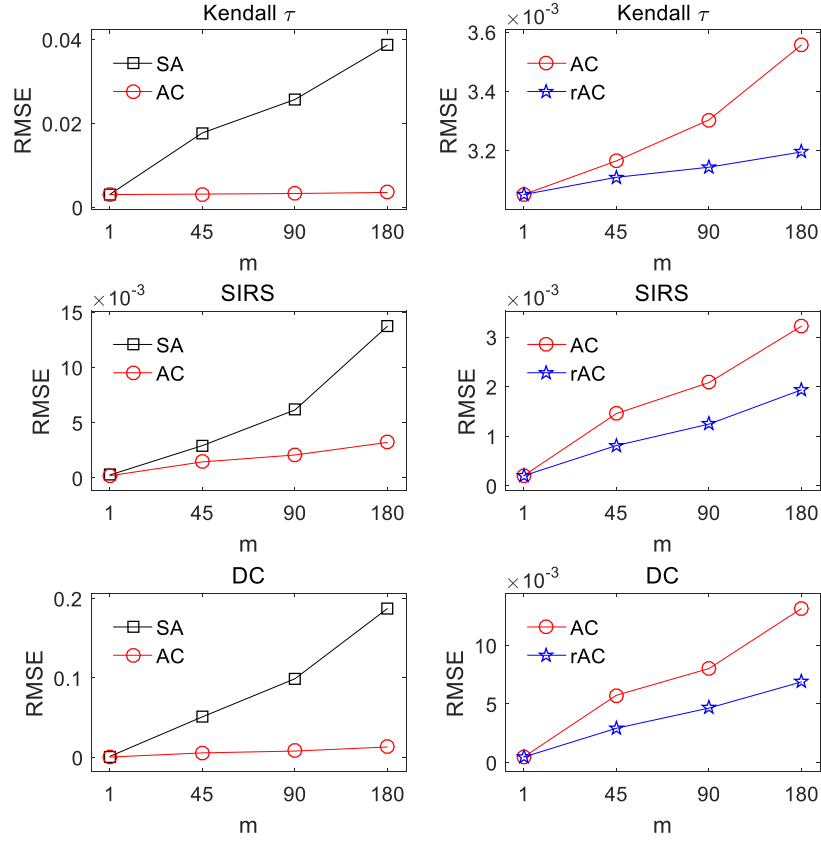 Kendall τ
0.04
0.02
0
RMSE
SA
AC
1 45 90 180
m
Kendall τ
×10⁻³
3.6
3.4
3.2
RMSE
AC
rAC
1 45 90 180
m
SIRS
×10⁻³
15
10
5
0
RMSE
SA
AC
1 45 90 180
m
SIRS
×10⁻³
3
2
1
0
RMSE
AC
rAC
1 45 90 180
m
DC
0.2
0.1
0
RMSE
SA
AC
1 45 90 180
m
DC
×10⁻³
10
5
0
RMSE
AC
rAC
1 45 90 180
m